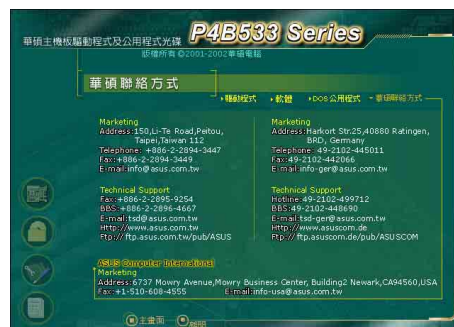 華碩主機板驅動程式及公用程式光碟
P4B533 Series
版權所有©2001-2002華碩電腦
華碩聯絡方式
驅動程式 軟體 DOS公用程式 華碩聯絡方式
Marketing
Address:150,Li-Te Road,Peitou,
Taipei,Taiwan 112
Telephone: +886-2-2894-3447
Fax:+886-2-2894-3449
E-mail:info@asus.com.tw
Technical Support
Fax:+886-2-2895-9254
BBS:+886-2-2896-4667
E-mail:tsd@asus.com.tw
Http://www.asus.com.tw
Ftp://ftp.asus.com.tw/pub/ASUS
Marketing
Address:Harkort Str.25,40880 Ratingen,
BRD, Germany
Telephone: 49-2102-445011
Fax:49-2102-442066
E-mail:info-ger@asus.com.tw
Technical Support
Hotline:49-2102-499712
BBS:49-2102-448690
E-mail:tsd-ger@asus.com.tw
Http://www.asuscom.de
Ftp://ftp.asuscom.de/pub/ASUSCOM
ASUS Computer International
Marketing
Address:6737 Mowry Avenue,Mowry Business Center, Building2 Newark,CA94560,USA
Fax:+1-510-608-4555 E-mail:info-usa@asus.com.tw
主畫面 離開